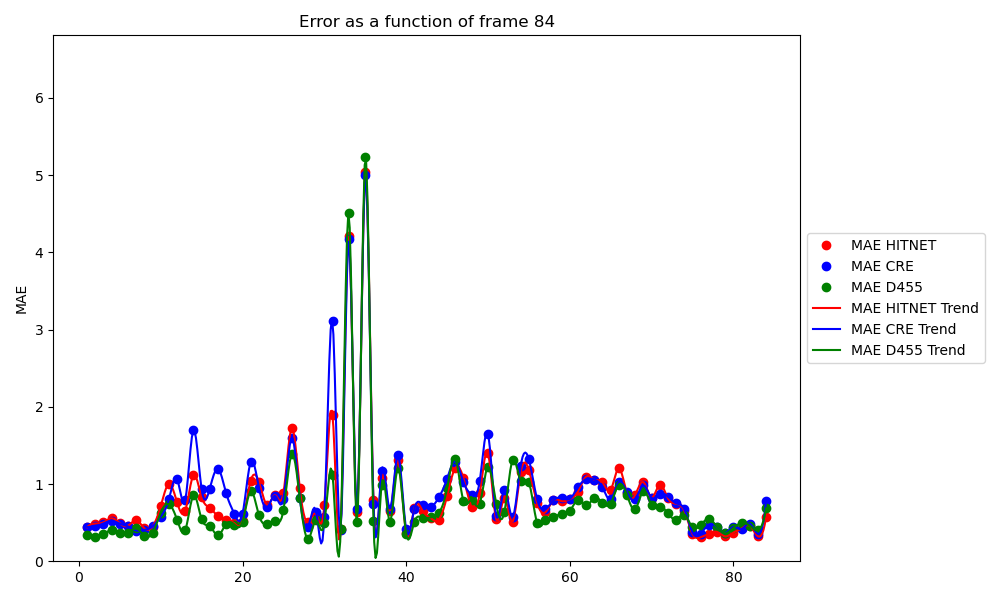 Error as a function of frame 84
MAE
6
5
4
3
2
1
0
0
20
40
60
80
MAE HITNET
MAE CRE
MAE D455
MAE HITNET Trend
MAE CRE Trend
MAE D455 Trend